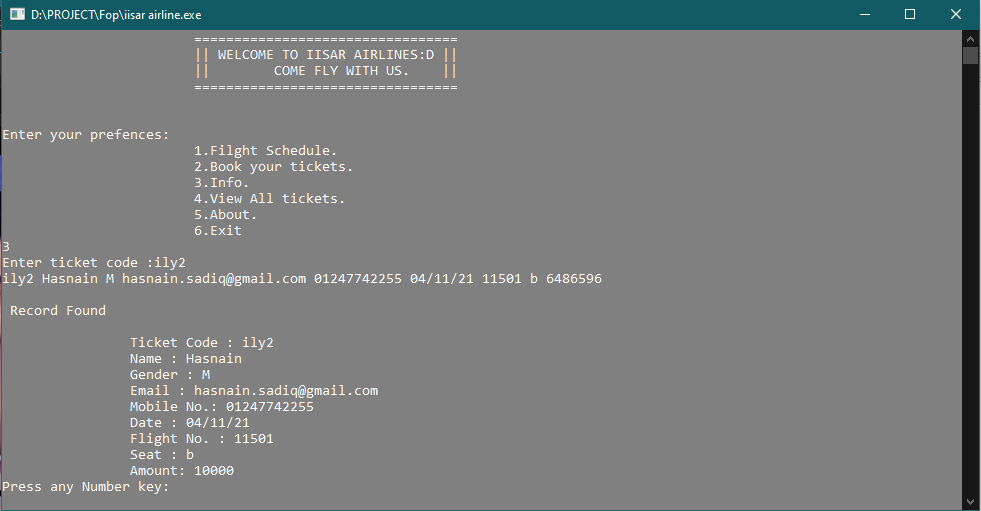 D:\PROJECT\Fop\iisar airline.exe
=================================
|| WELCOME TO IISAR AIRLINES:D ||
|| COME FLY WITH US. ||
=================================
Enter your prefences:
1.Filght Schedule.
2.Book your tickets.
3.Info.
4.View All tickets.
5.About.
6.Exit
3
Enter ticket code :ily2
ily2 Hasnain M hasnain.sadiq@gmail.com 01247742255 04/11/21 11501 b 6486596
Record Found
Ticket Code : ily2
Name : Hasnain
Gender : M
Email : hasnain.sadiq@gmail.com
Mobile No.: 01247742255
Date : 04/11/21
Flight No. : 11501
Seat : b
Amount: 10000
Press any Number key: